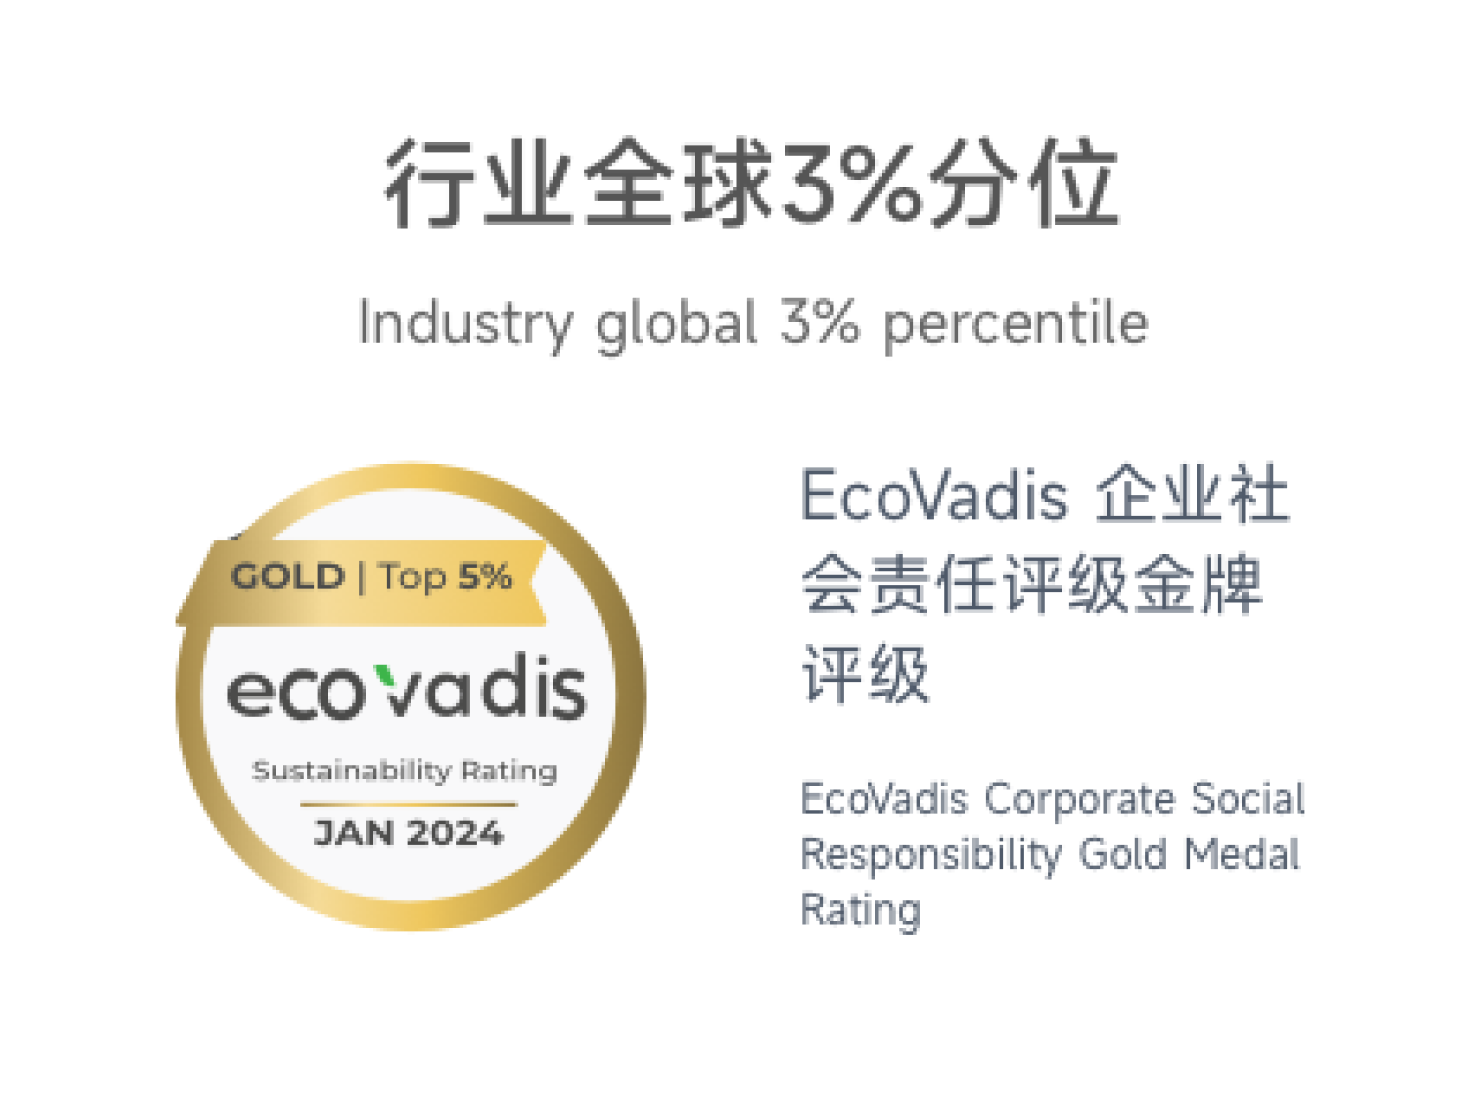 行业全球3%分位
Industry global 3% percentile
GOLD | Top 5%
ecovadis
Sustainability Rating
JAN 2024
EcoVadis 企业社
会责任评级金牌
评级
EcoVadis Corporate Social
Responsibility Gold Medal
Rating